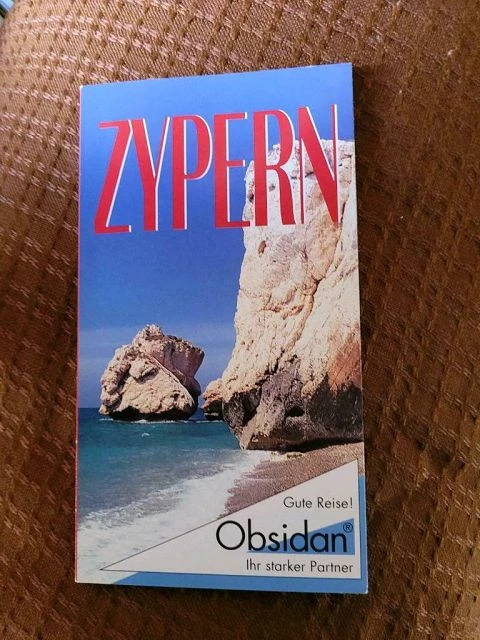 ZYPERN
Gute Reise!
Obsidan®
Ihr starker Partner